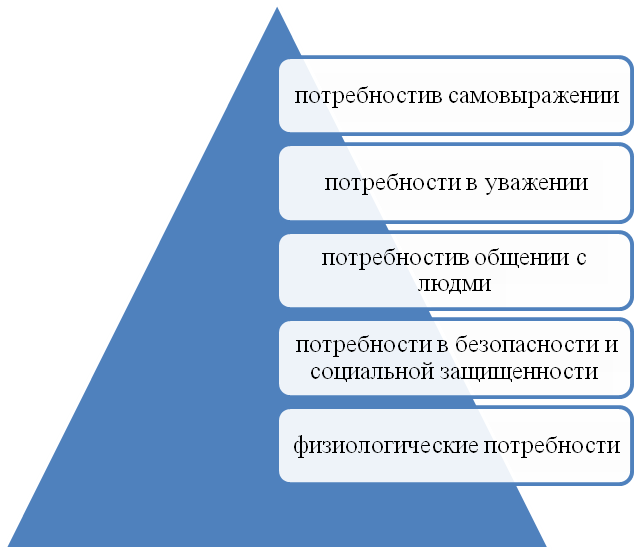 потребностив самовыражении
потребности в уважении
потребностив общении с
людми
потребности в безопасности и
социальной защищенности
физиологические потребности